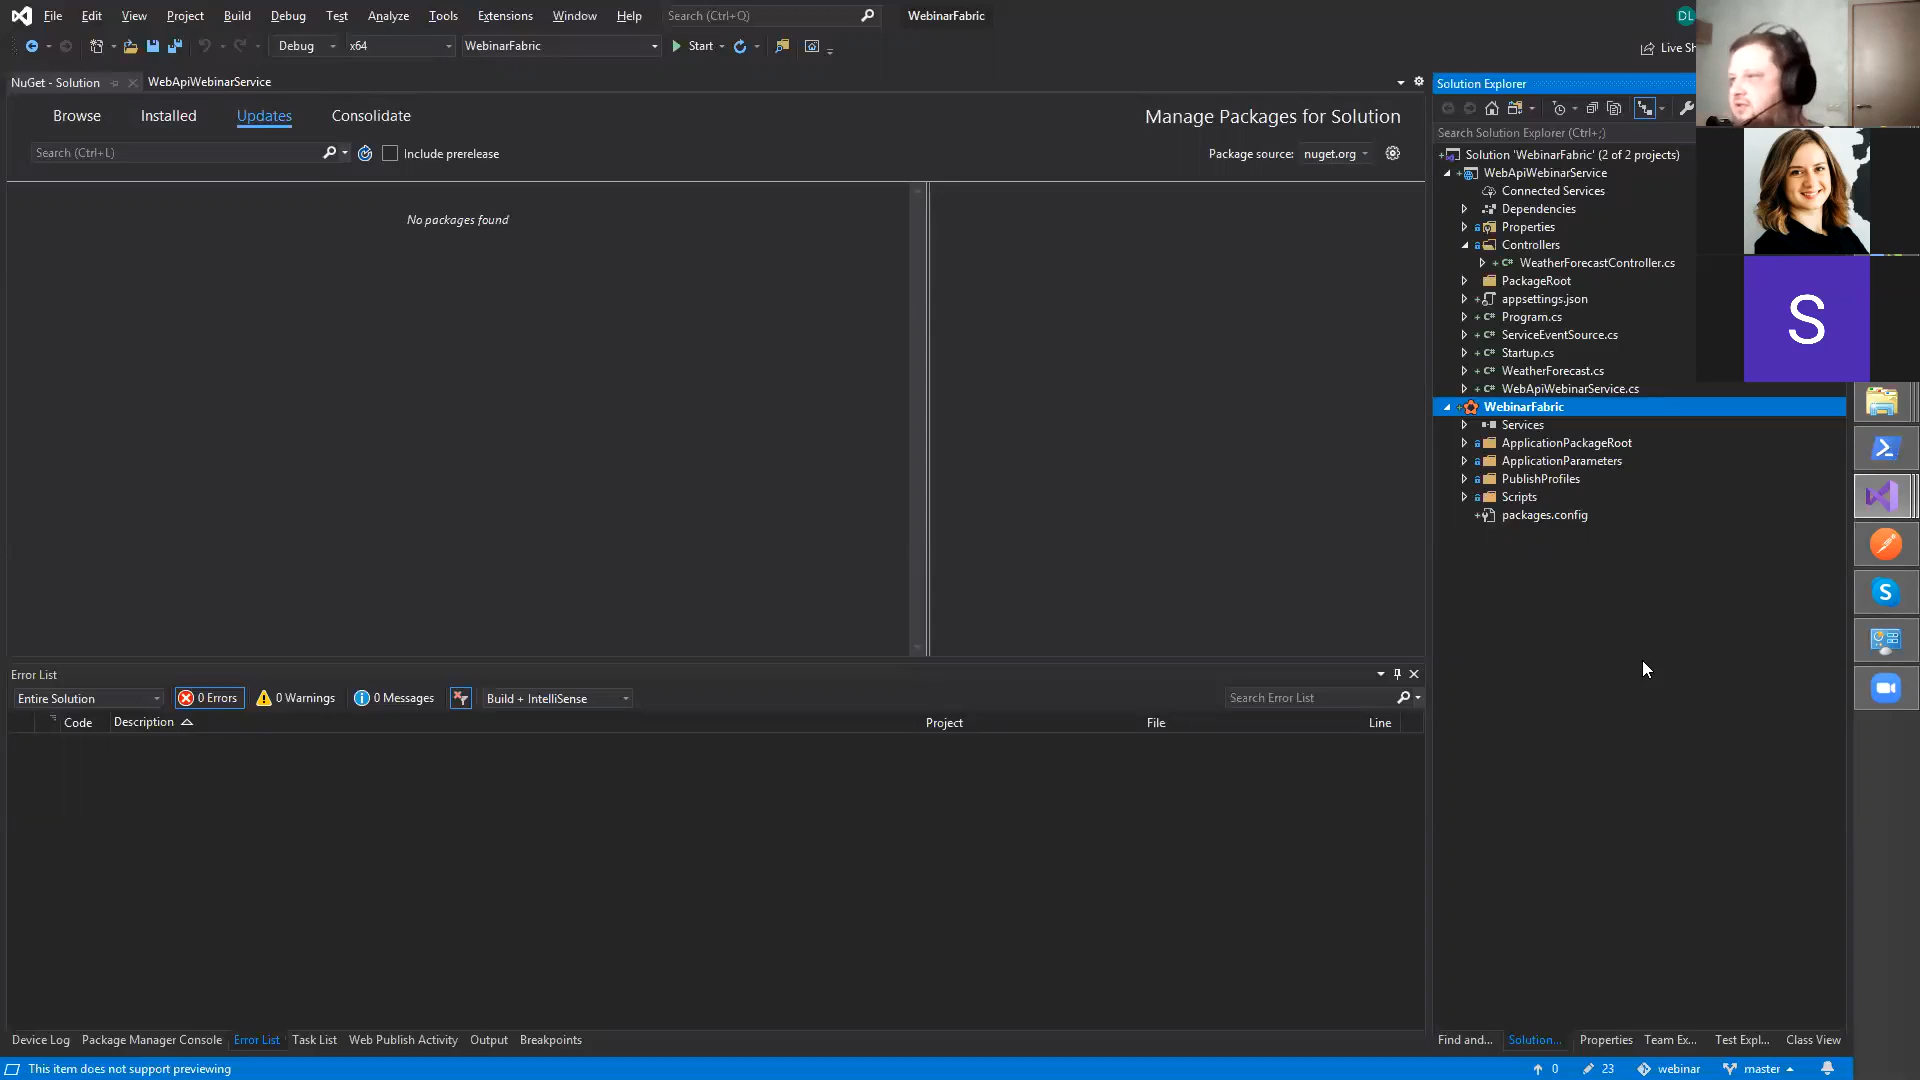 File Edit View Project Build Debug Test Analyze Tools Extensions Window Help Search (Ctrl+Q) WebinarFabric DL
Debug x64 WebinarFabric Start Live Sh
NuGet - Solution WebApiWebinarService
Browse Installed Updates Consolidate Manage Packages for Solution
Search (Ctrl+L) Include prerelease Package source: nuget.org
No packages found
Solution Explorer
Search Solution Explorer (Ctrl+;)
Solution 'WebinarFabric' (2 of 2 projects)
WebApiWebinarService
Connected Services
Dependencies
Properties
Controllers
WeatherForecastController.cs
PackageRoot
appsettings.json
Program.cs
ServiceEventSource.cs
Startup.cs
WeatherForecast.cs
WebApiWebinarService.cs
WebinarFabric
Services
ApplicationPackageRoot
ApplicationParameters
PublishProfiles
Scripts
packages.config
S
S
Error List
Entire Solution 0 Errors 0 Warnings 0 Messages Build + IntelliSense Search Error List
Code Description Project File Line
Device Log Package Manager Console Error List Task List Web Publish Activity Output Breakpoints
Find and... Solution... Properties Team Ex... Test Expl... Class View
This item does not support previewing 0 23 webinar master